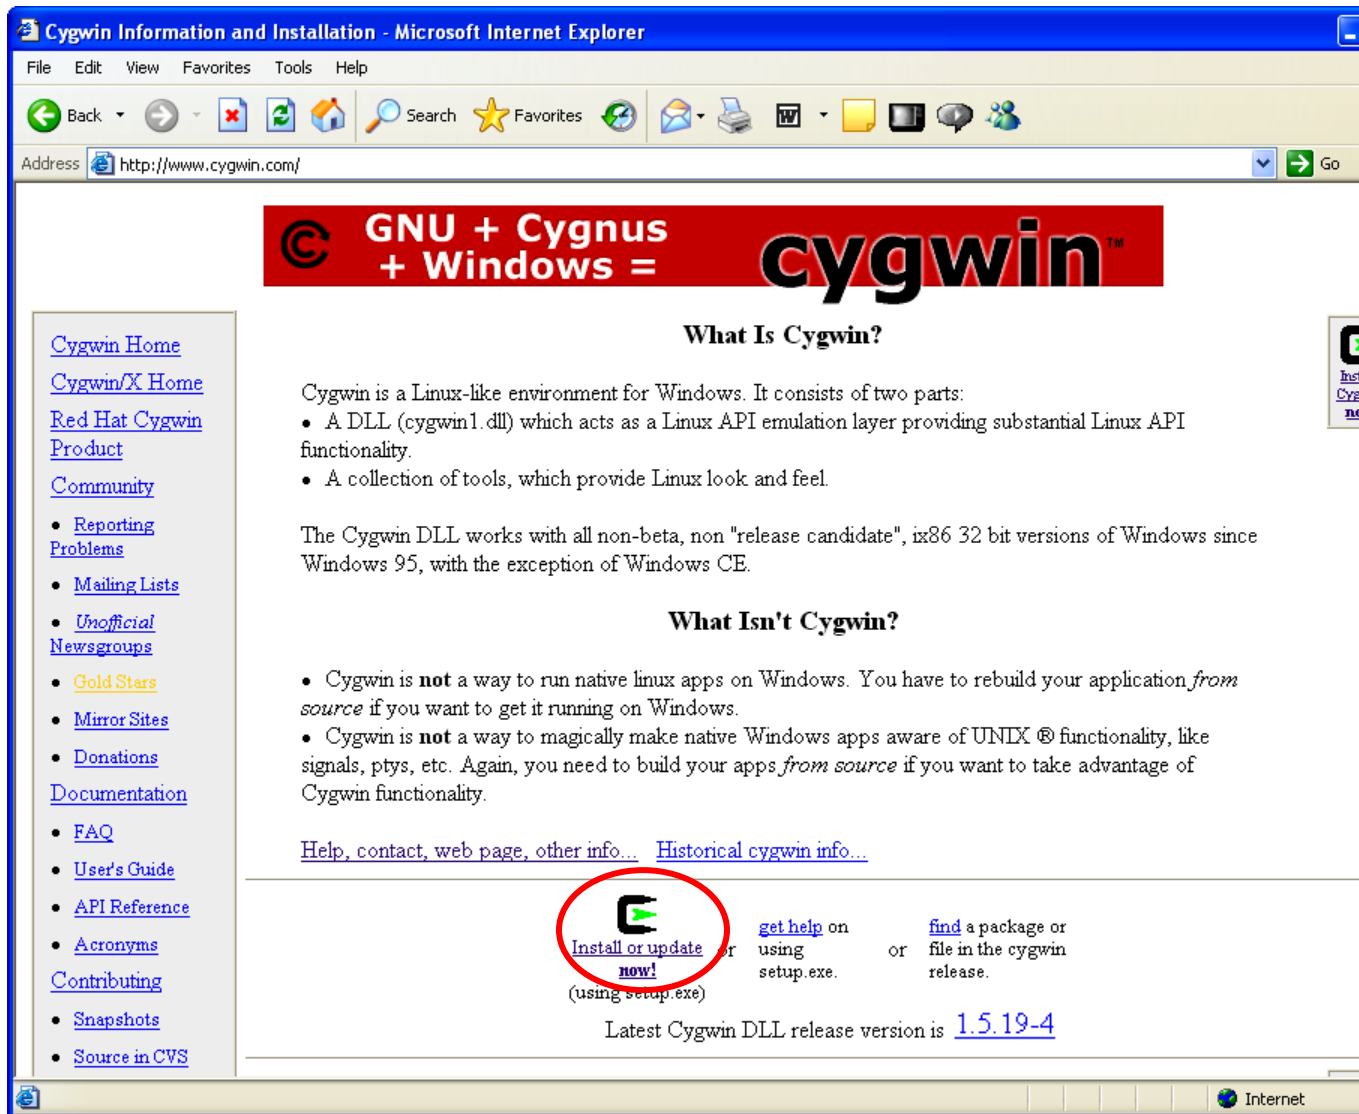 Cygwin Information and Installation - Microsoft Internet Explorer
File Edit View Favorites Tools Help
Back Search Favorites W
Address http://www.cygwin.com/ Go
GNU + Cygnus
+ Windows =
cygwin™
Cygwin Home
Cygwin/X Home
Red Hat Cygwin
Product
Community
• Reporting
Problems
• Mailing Lists
• Unofficial
Newsgroups
• Gold Stars
• Mirror Sites
• Donations
Documentation
• FAQ
• User's Guide
• API Reference
• Acronyms
Contributing
• Snapshots
• Source in CVS
What Is Cygwin?
Cygwin is a Linux-like environment for Windows. It consists of two parts:
• A DLL (cygwin1.dll) which acts as a Linux API emulation layer providing substantial Linux API
functionality.
• A collection of tools, which provide Linux look and feel.
The Cygwin DLL works with all non-beta, non "release candidate", ix86 32 bit versions of Windows since
Windows 95, with the exception of Windows CE.
What Isn't Cygwin?
• Cygwin is not a way to run native linux apps on Windows. You have to rebuild your application from
source if you want to get it running on Windows.
• Cygwin is not a way to magically make native Windows apps aware of UNIX ® functionality, like
signals, ptys, etc. Again, you need to build your apps from source if you want to take advantage of
Cygwin functionality.
Help, contact, web page, other info... Historical cygwin info...
Install or update
now!
(using setup.exe)
or
get help on
using
setup.exe.
or
find a package or
file in the cygwin
release.
Latest Cygwin DLL release version is 1.5.19-4
Internet